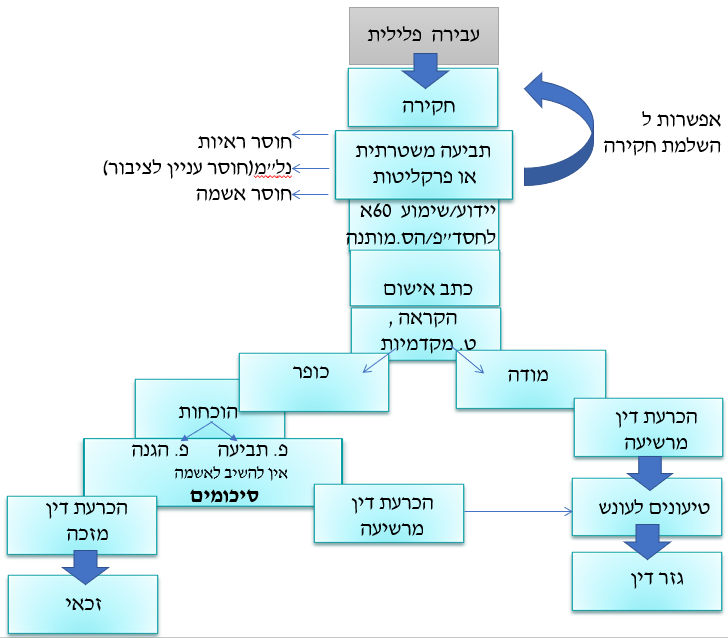 עבירה פלילית
חקירה
אפשרות ל
השלמת חקירה
תביעה משטרתית
או פרקליטות
חוסר ראיות
נל״מ(חוסר עניין לציבור)
חוסר אשמה
יידוע/שימוע 60א
לחסד״פ/הס.מותנה
כתב אישום
הקראה ,
ט. מקדמיות
כופר
מודה
הוכחות
פ. תביעה פ. הגנה
אין להשיב לאשמה
סיכומים
הכרעת דין
מרשיעה
הכרעת דין
מזכה
הכרעת דין
מרשיעה
טיעונים לעונש
זכאי
גזר דין